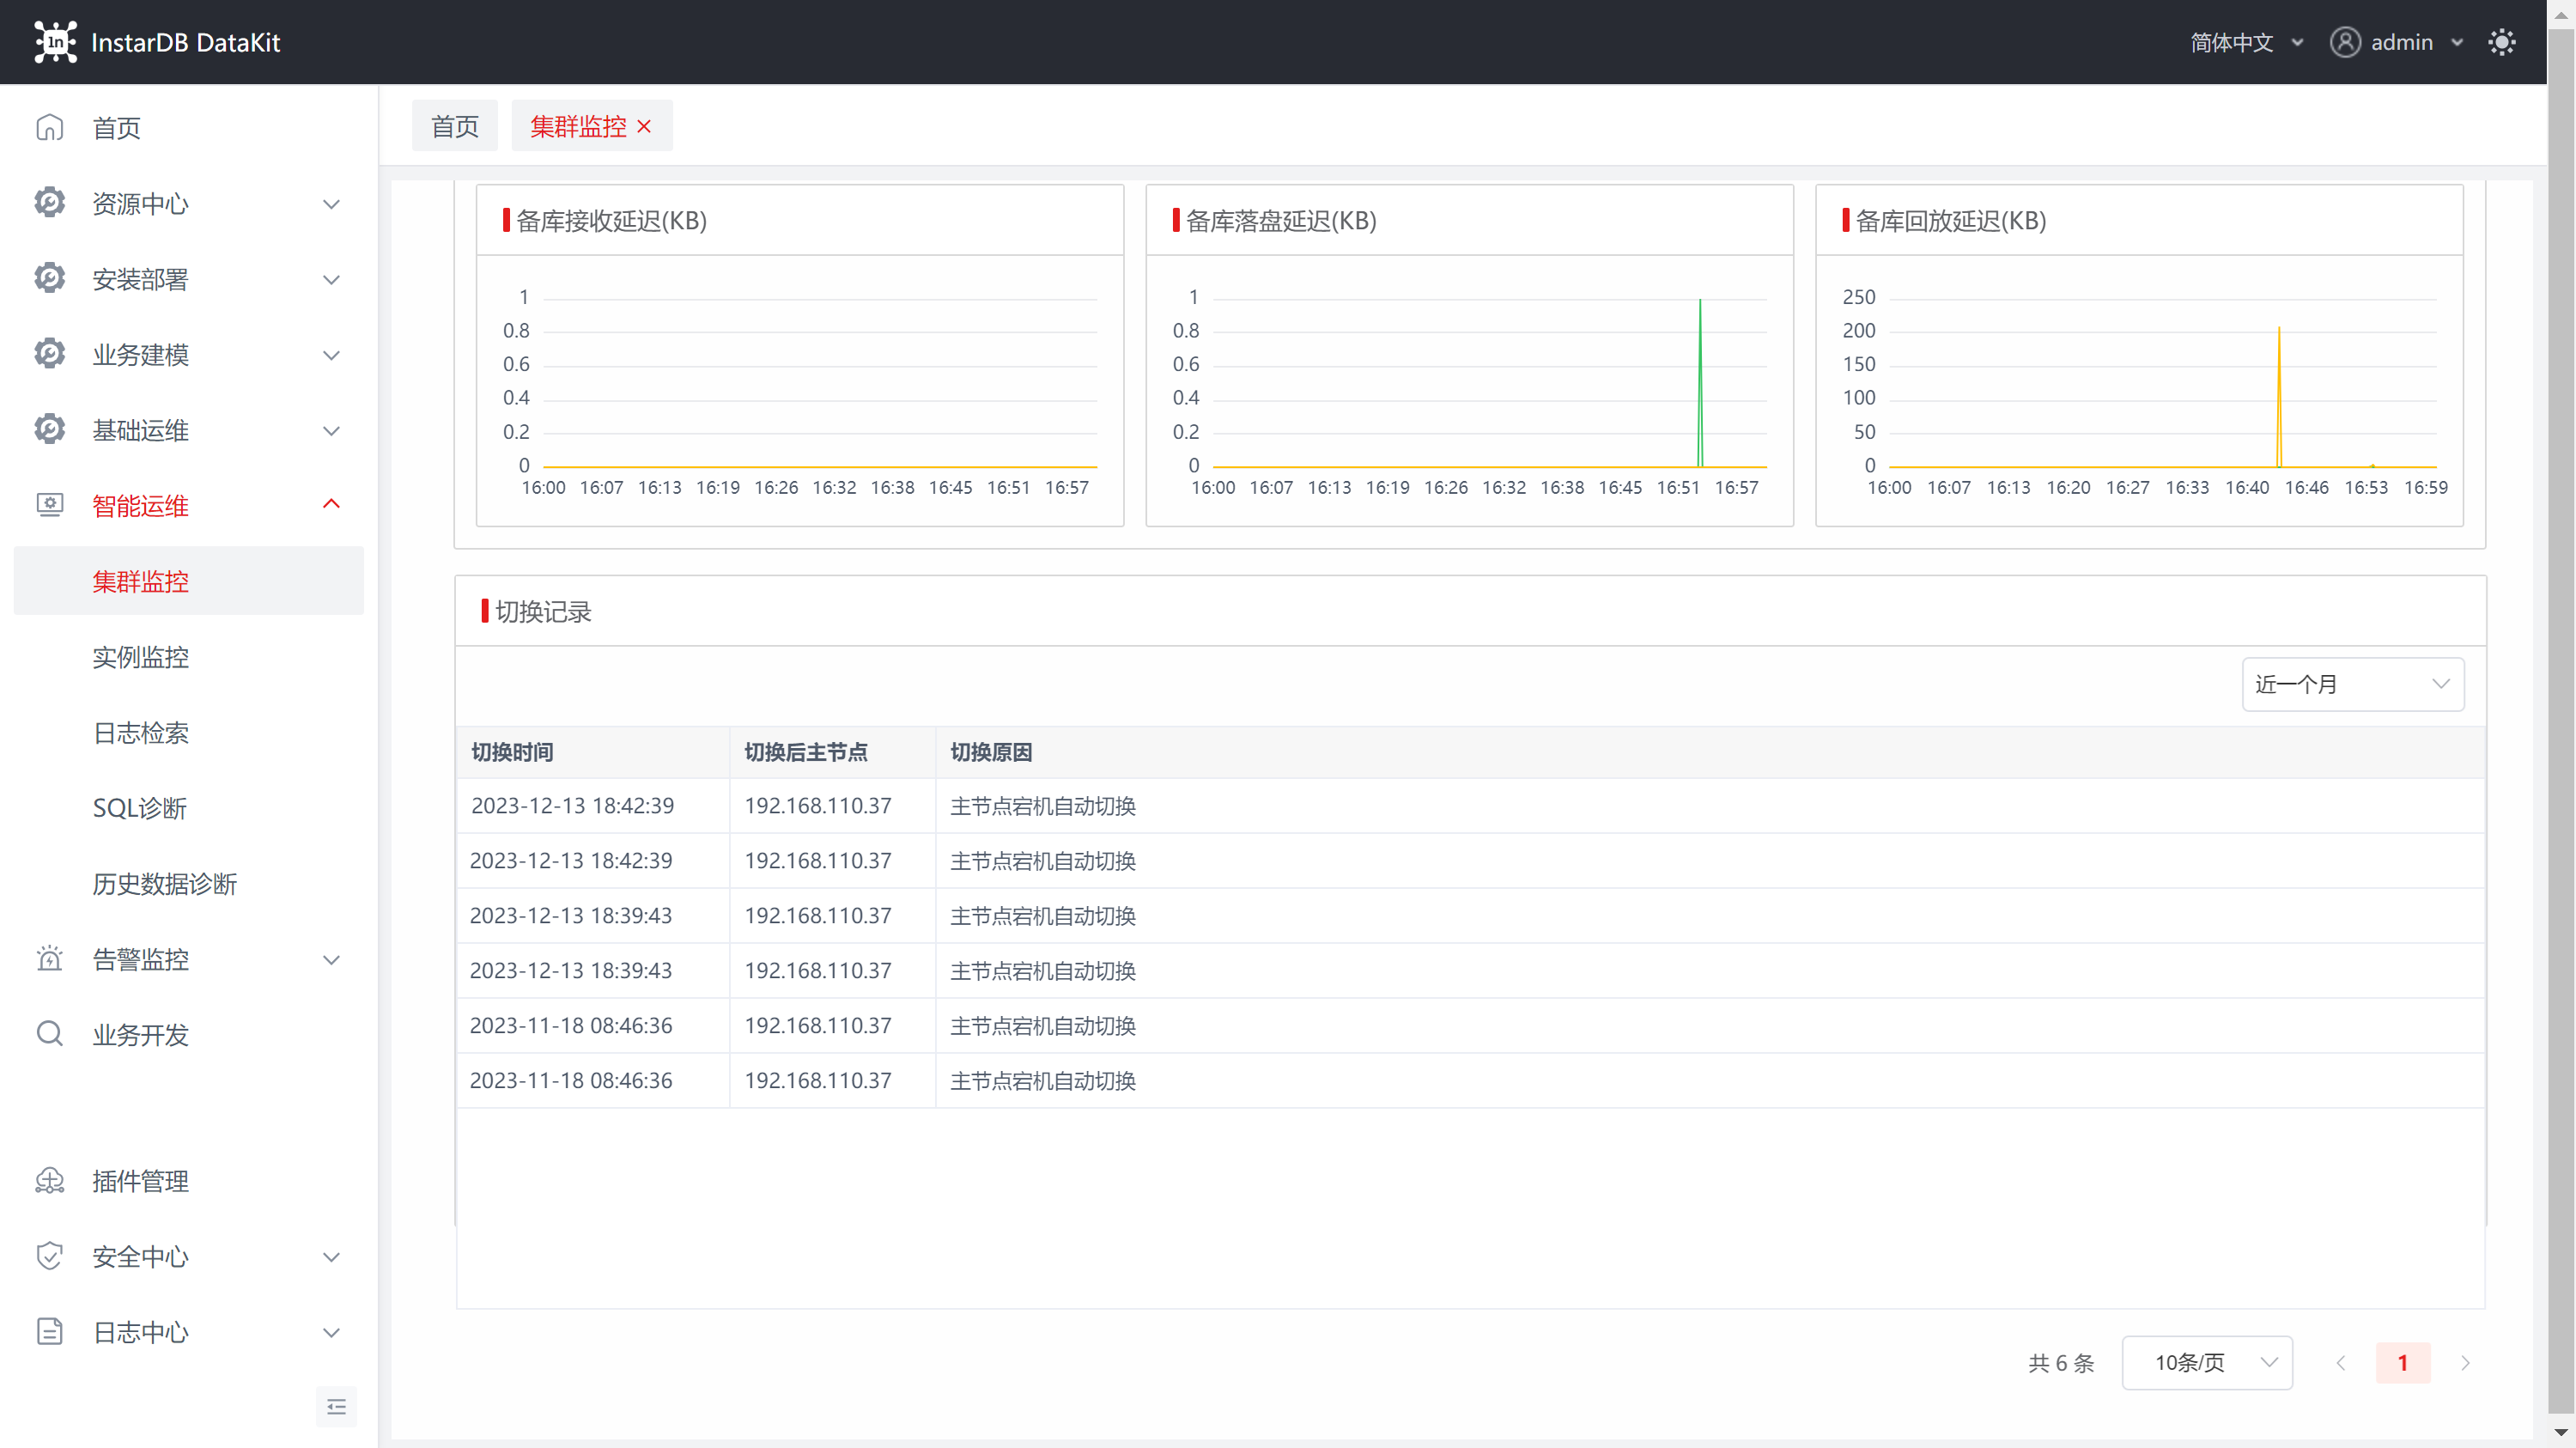 InstarDB DataKit
简体中文
admin
首页
资源中心
安装部署
业务建模
基础运维
智能运维
集群监控
实例监控
日志检索
SQL诊断
历史数据诊断
告警监控
业务开发
插件管理
安全中心
日志中心
首页 集群监控
备库接收延迟(KB)
1
0.8
0.6
0.4
0.2
0
16:00 16:07 16:13 16:19 16:26 16:32 16:38 16:45 16:51 16:57
备库落盘延迟(KB)
1
0.8
0.6
0.4
0.2
0
16:00 16:07 16:13 16:19 16:26 16:32 16:38 16:45 16:51 16:57
备库回放延迟(KB)
250
200
150
100
50
0
16:00 16:07 16:13 16:20 16:27 16:33 16:40 16:46 16:53 16:59
切换记录
近一个月
切换时间 切换后主节点 切换原因
2023-12-13 18:42:39 192.168.110.37 主节点宕机自动切换
2023-12-13 18:42:39 192.168.110.37 主节点宕机自动切换
2023-12-13 18:39:43 192.168.110.37 主节点宕机自动切换
2023-12-13 18:39:43 192.168.110.37 主节点宕机自动切换
2023-11-18 08:46:36 192.168.110.37 主节点宕机自动切换
2023-11-18 08:46:36 192.168.110.37 主节点宕机自动切换
共 6 条 10条/页 1